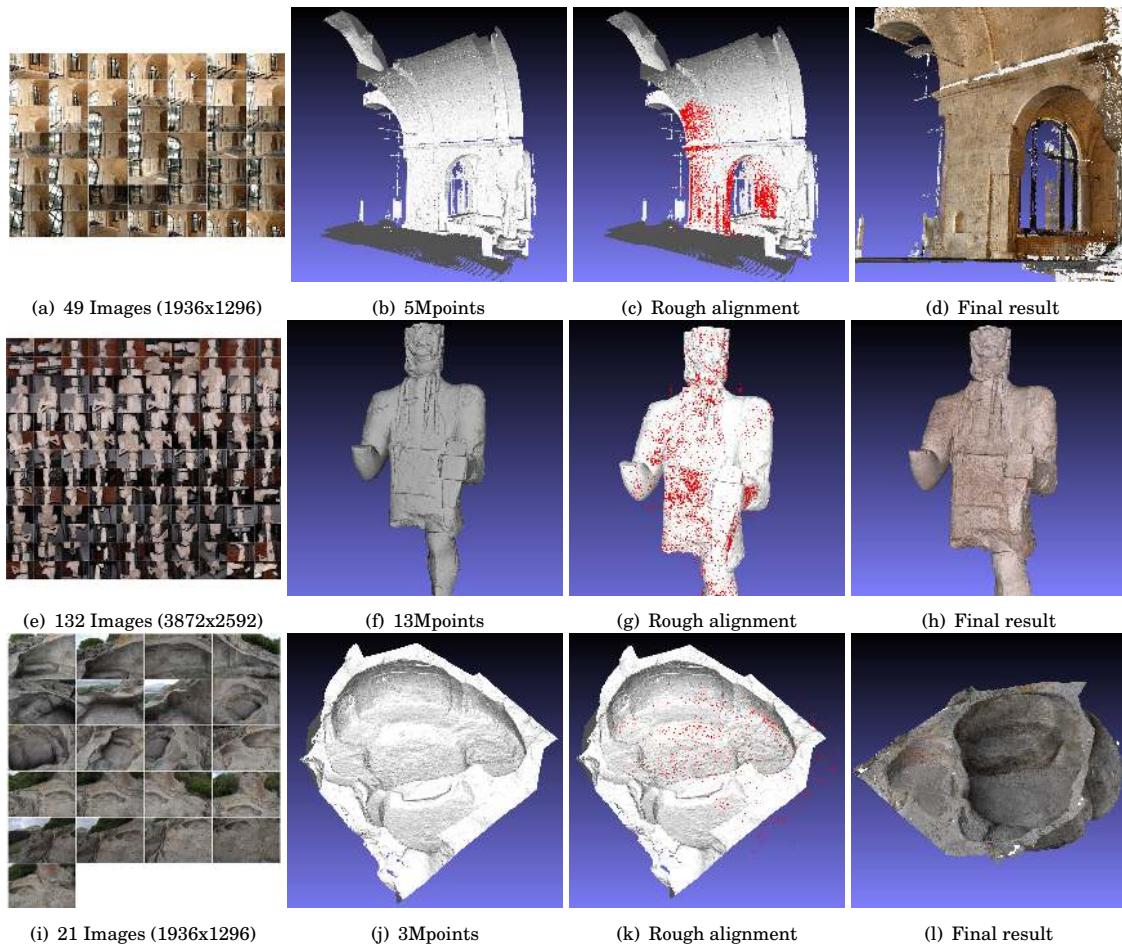 (a) 49 Images (1936x1296)
(b) 5Mpoints
(c) Rough alignment
(d) Final result
(e) 132 Images (3872x2592)
(f) 13Mpoints
(g) Rough alignment
(h) Final result
(i) 21 Images (1936x1296)
(j) 3Mpoints
(k) Rough alignment
(l) Final result